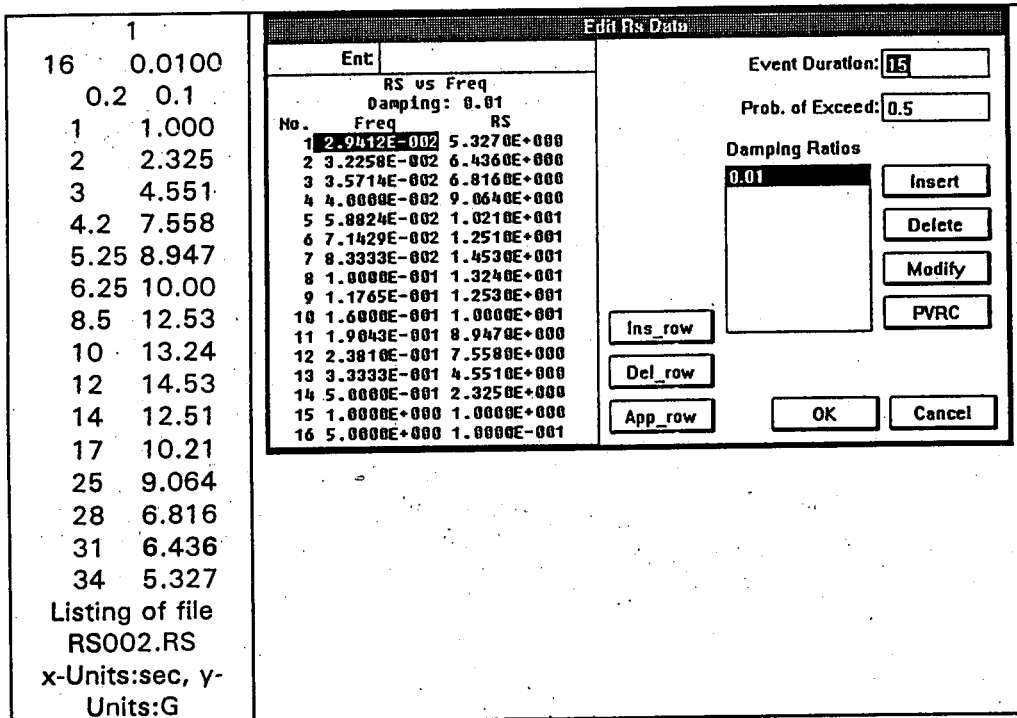 1
16 0.0100
0.2 0.1
1 1.000
2 2.325
3 4.551
4.2 7.558
5.25 8.947
6.25 10.00
8.5 12.53
10 13.24
12 14.53
14 12.51
17 10.21
25 9.064
28 6.816
31 6.436
34 5.327
Listing of file
RS002.RS
x-Units:sec, y-
Units:G
Edit Rs Data
Ent
RS vs Freq
Damping: 0.01
No. Freq RS
1 2.9412E-002 5.3270E+000
2 3.2258E-002 6.4360E+000
3 3.5714E-002 6.8160E+000
4 4.0000E-002 9.0640E+000
5 5.8824E-002 1.0210E+001
6 7.1429E-002 1.2510E+001
7 8.3333E-002 1.4530E+001
8 1.0000E-001 1.3240E+001
9 1.1765E-001 1.2530E+001
10 1.6000E-001 1.0000E+001
11 1.9043E-001 8.9470E+000
12 2.3810E-001 7.5580E+000
13 3.3333E-001 4.5510E+000
14 5.0000E-001 2.3250E+000
15 1.0000E+000 1.0000E+000
16 5.0000E+000 1.0000E-001
Event Duration: 15
Prob. of Exceed: 0.5
Damping Ratios
0.01
Insert
Delete
Modify
PVRC
Ins_row
Del_row
App_row
OK
Cancel